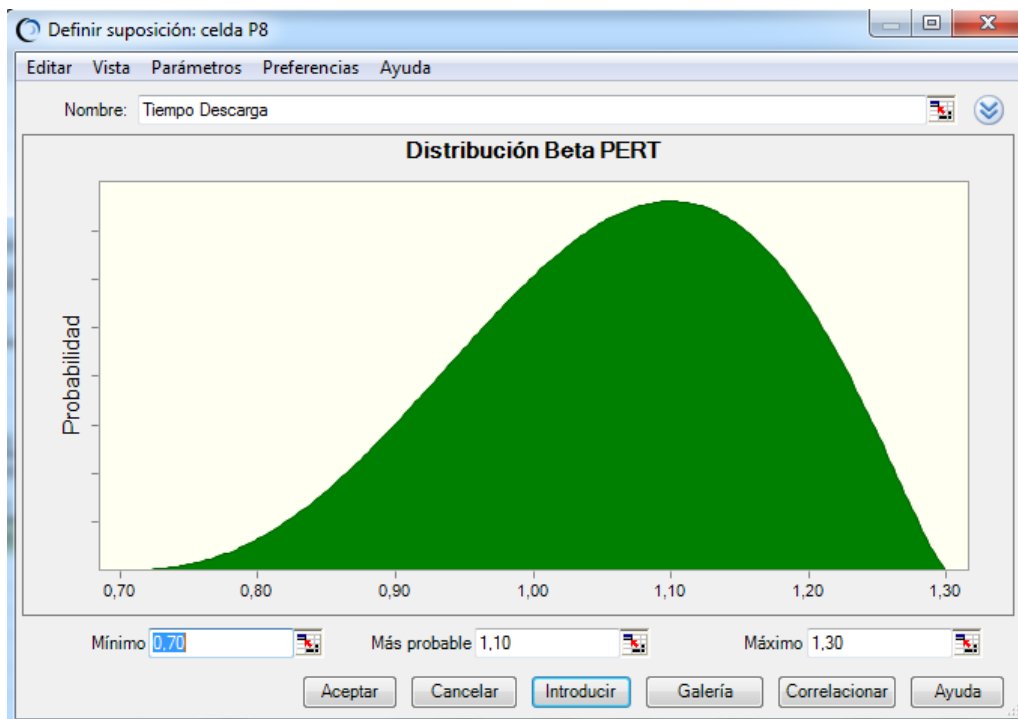 Definir suposición: celda P8
Editar Vista Parámetros Preferencias Ayuda
Nombre: Tiempo Descarga
Distribución Beta PERT
Probabilidad
0,70 0,80 0,90 1,00 1,10 1,20 1,30
Mínimo 0,70 Más probable 1,10 Máximo 1,30
Aceptar Cancelar Introducir Galería Correlacionar Ayuda